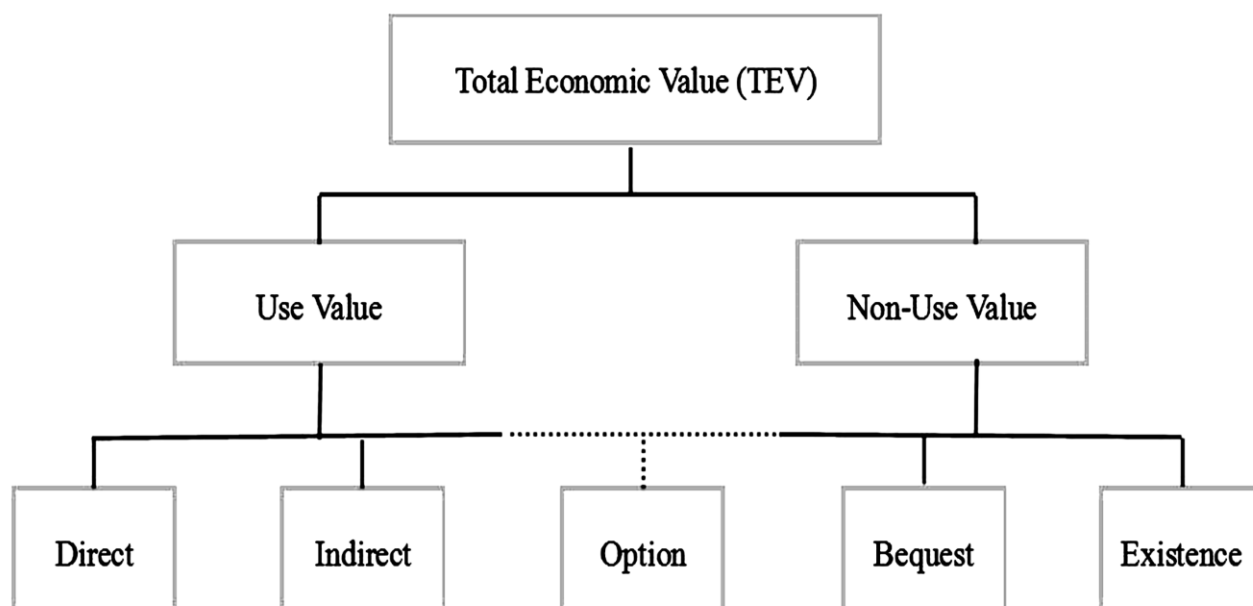 Total Economic Value (TEV)
Use Value
Non-Use Value
Direct
Indirect
Option
Bequest
Existence